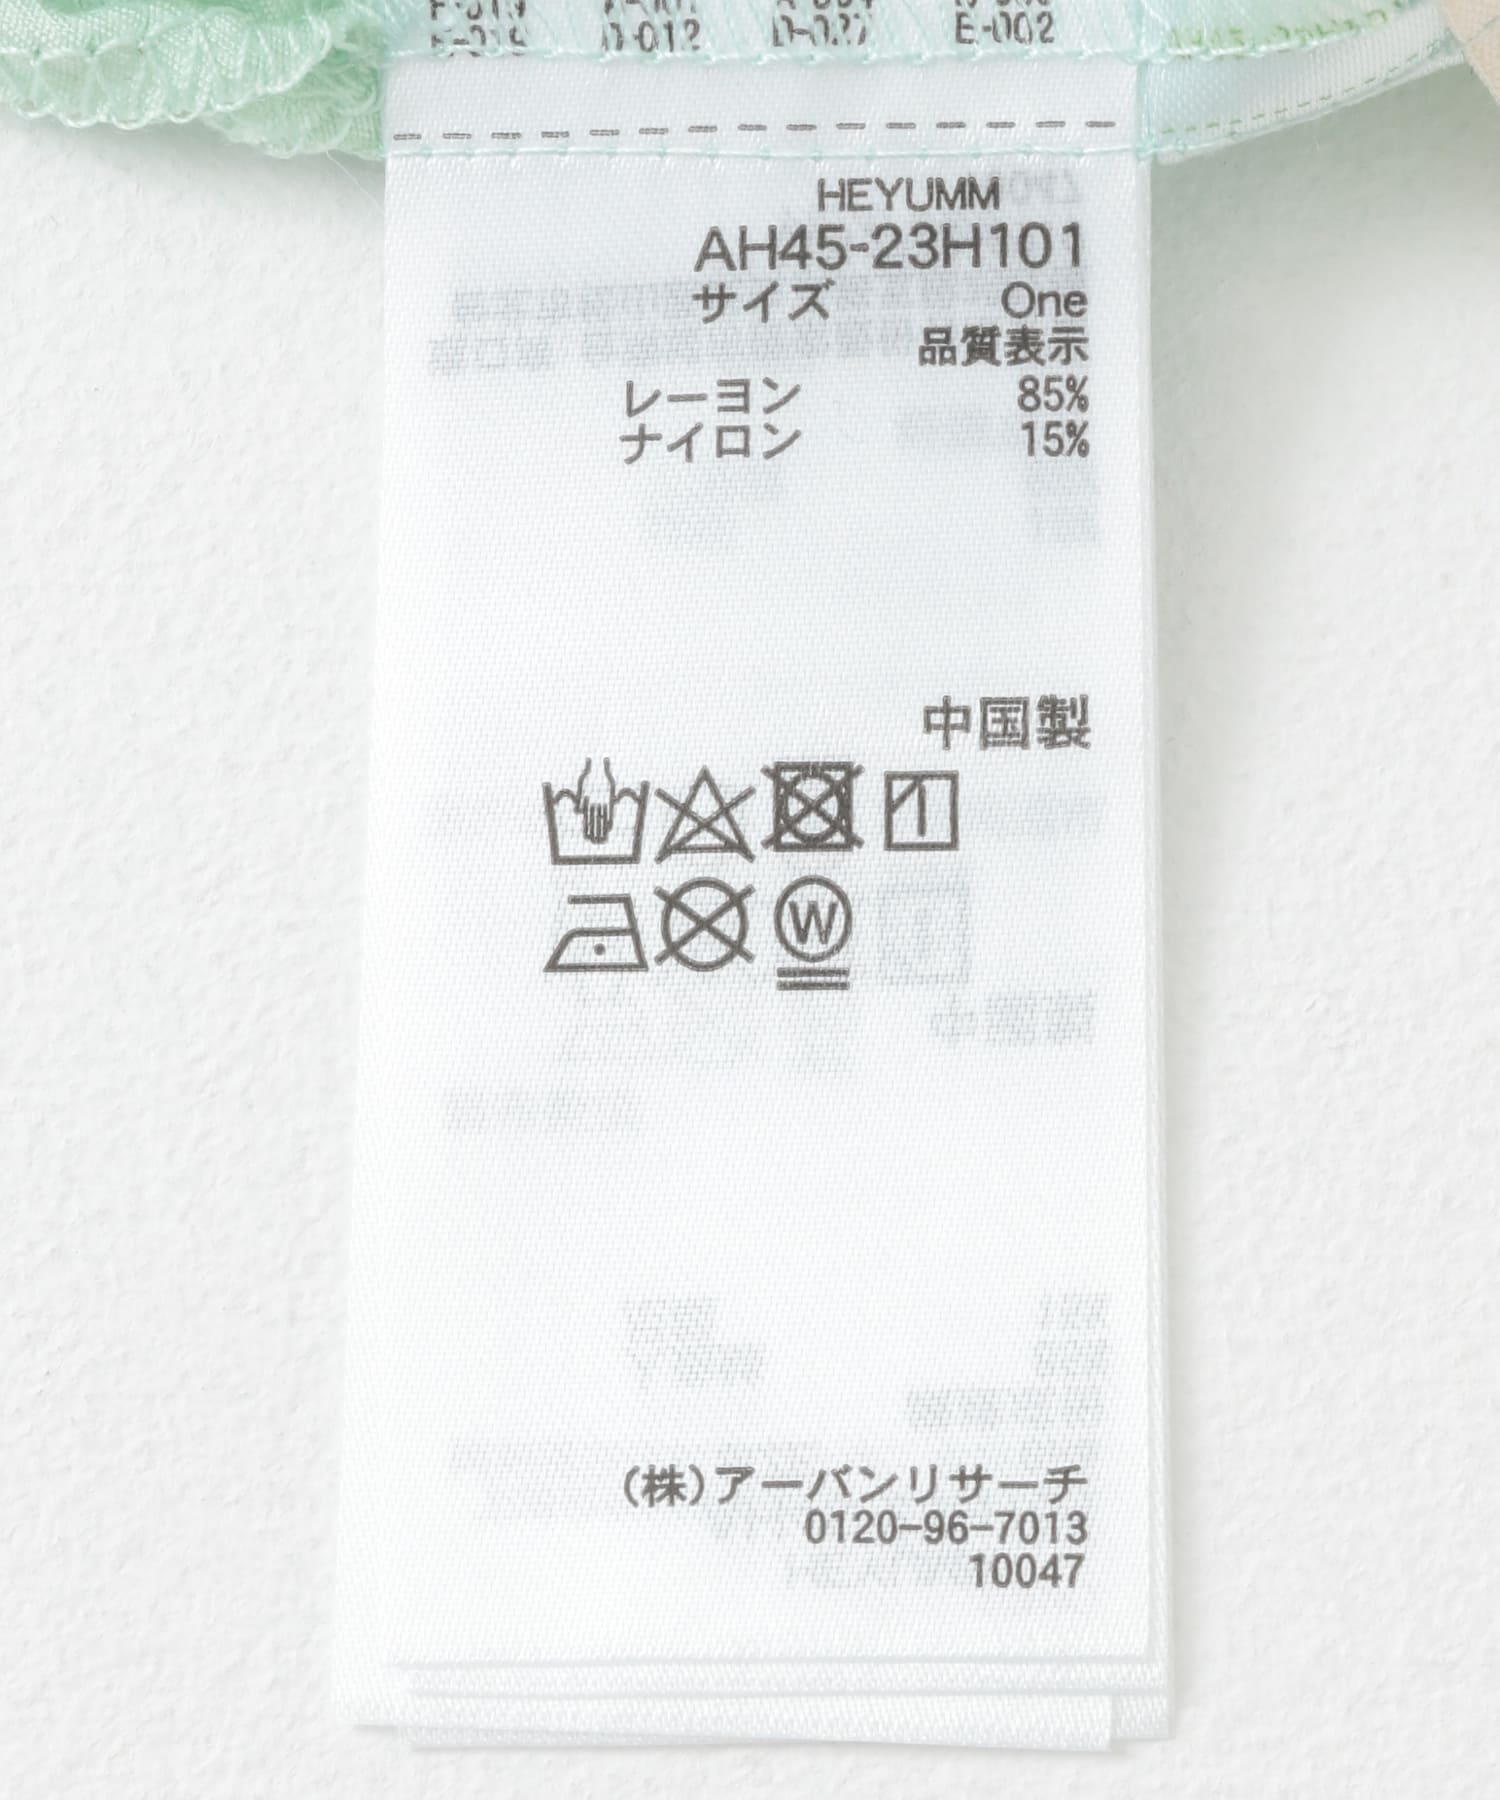 E-002
HEYUMM
AH45-23H101
サイズ One
品質表示
レーヨン 85%
ナイロン 15%
中国製
W
(株)アーバンリサーチ
0120-96-7013
10047